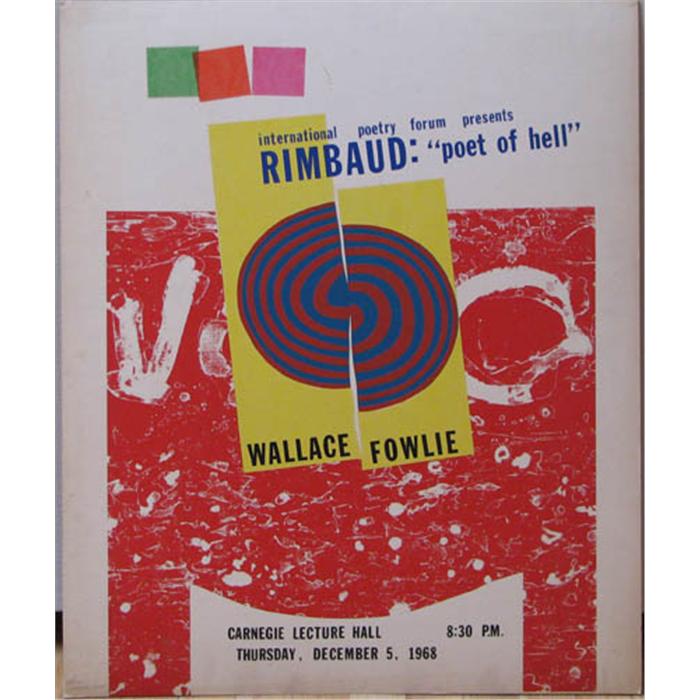 international poetry forum presents
RIMBAUD: "poet of hell"
WALLACE FOWLIE
CARNEGIE LECTURE HALL 8:30 P.M.
THURSDAY, DECEMBER 5, 1968